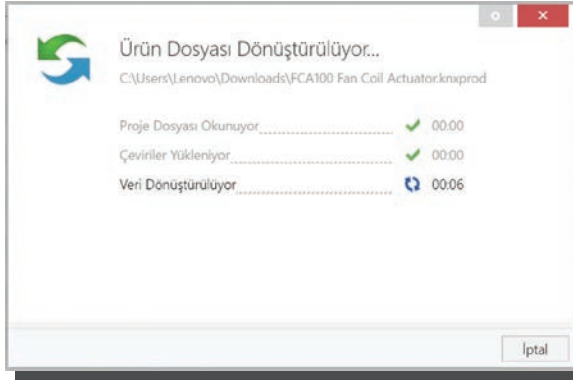 Ürün Dosyası Dönüştürülüyor...
C:\Users\Lenovo\Downloads\FCA100 Fan Coil Actuator.knxprod
Proje Dosyası Okunuyor 00:00
Çeviriler Yükleniyor 00:00
Veri Dönüştürülüyor 00:06
İptal